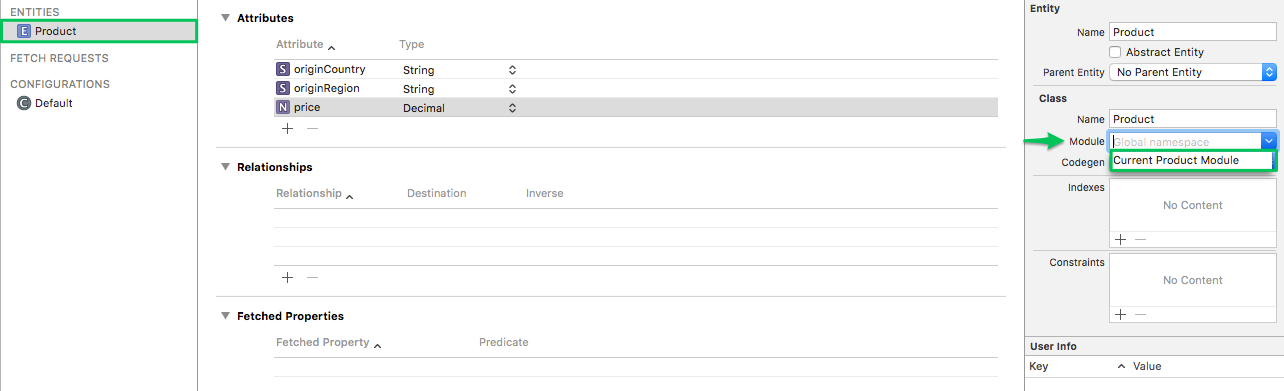 ENTITIES
E Product
FETCH REQUESTS
CONFIGURATIONS
C Default
Attributes
Attribute Type
S originCountry String
S originRegion String
N price Decimal
Relationships
Relationship Destination Inverse
Fetched Properties
Fetched Property Predicate
Entity
Name Product
Abstract Entity
Parent Entity No Parent Entity
Class
Name Product
Module Global namespace
Codegen Current Product Module
Indexes
No Content
Constraints
No Content
User Info
Key Value